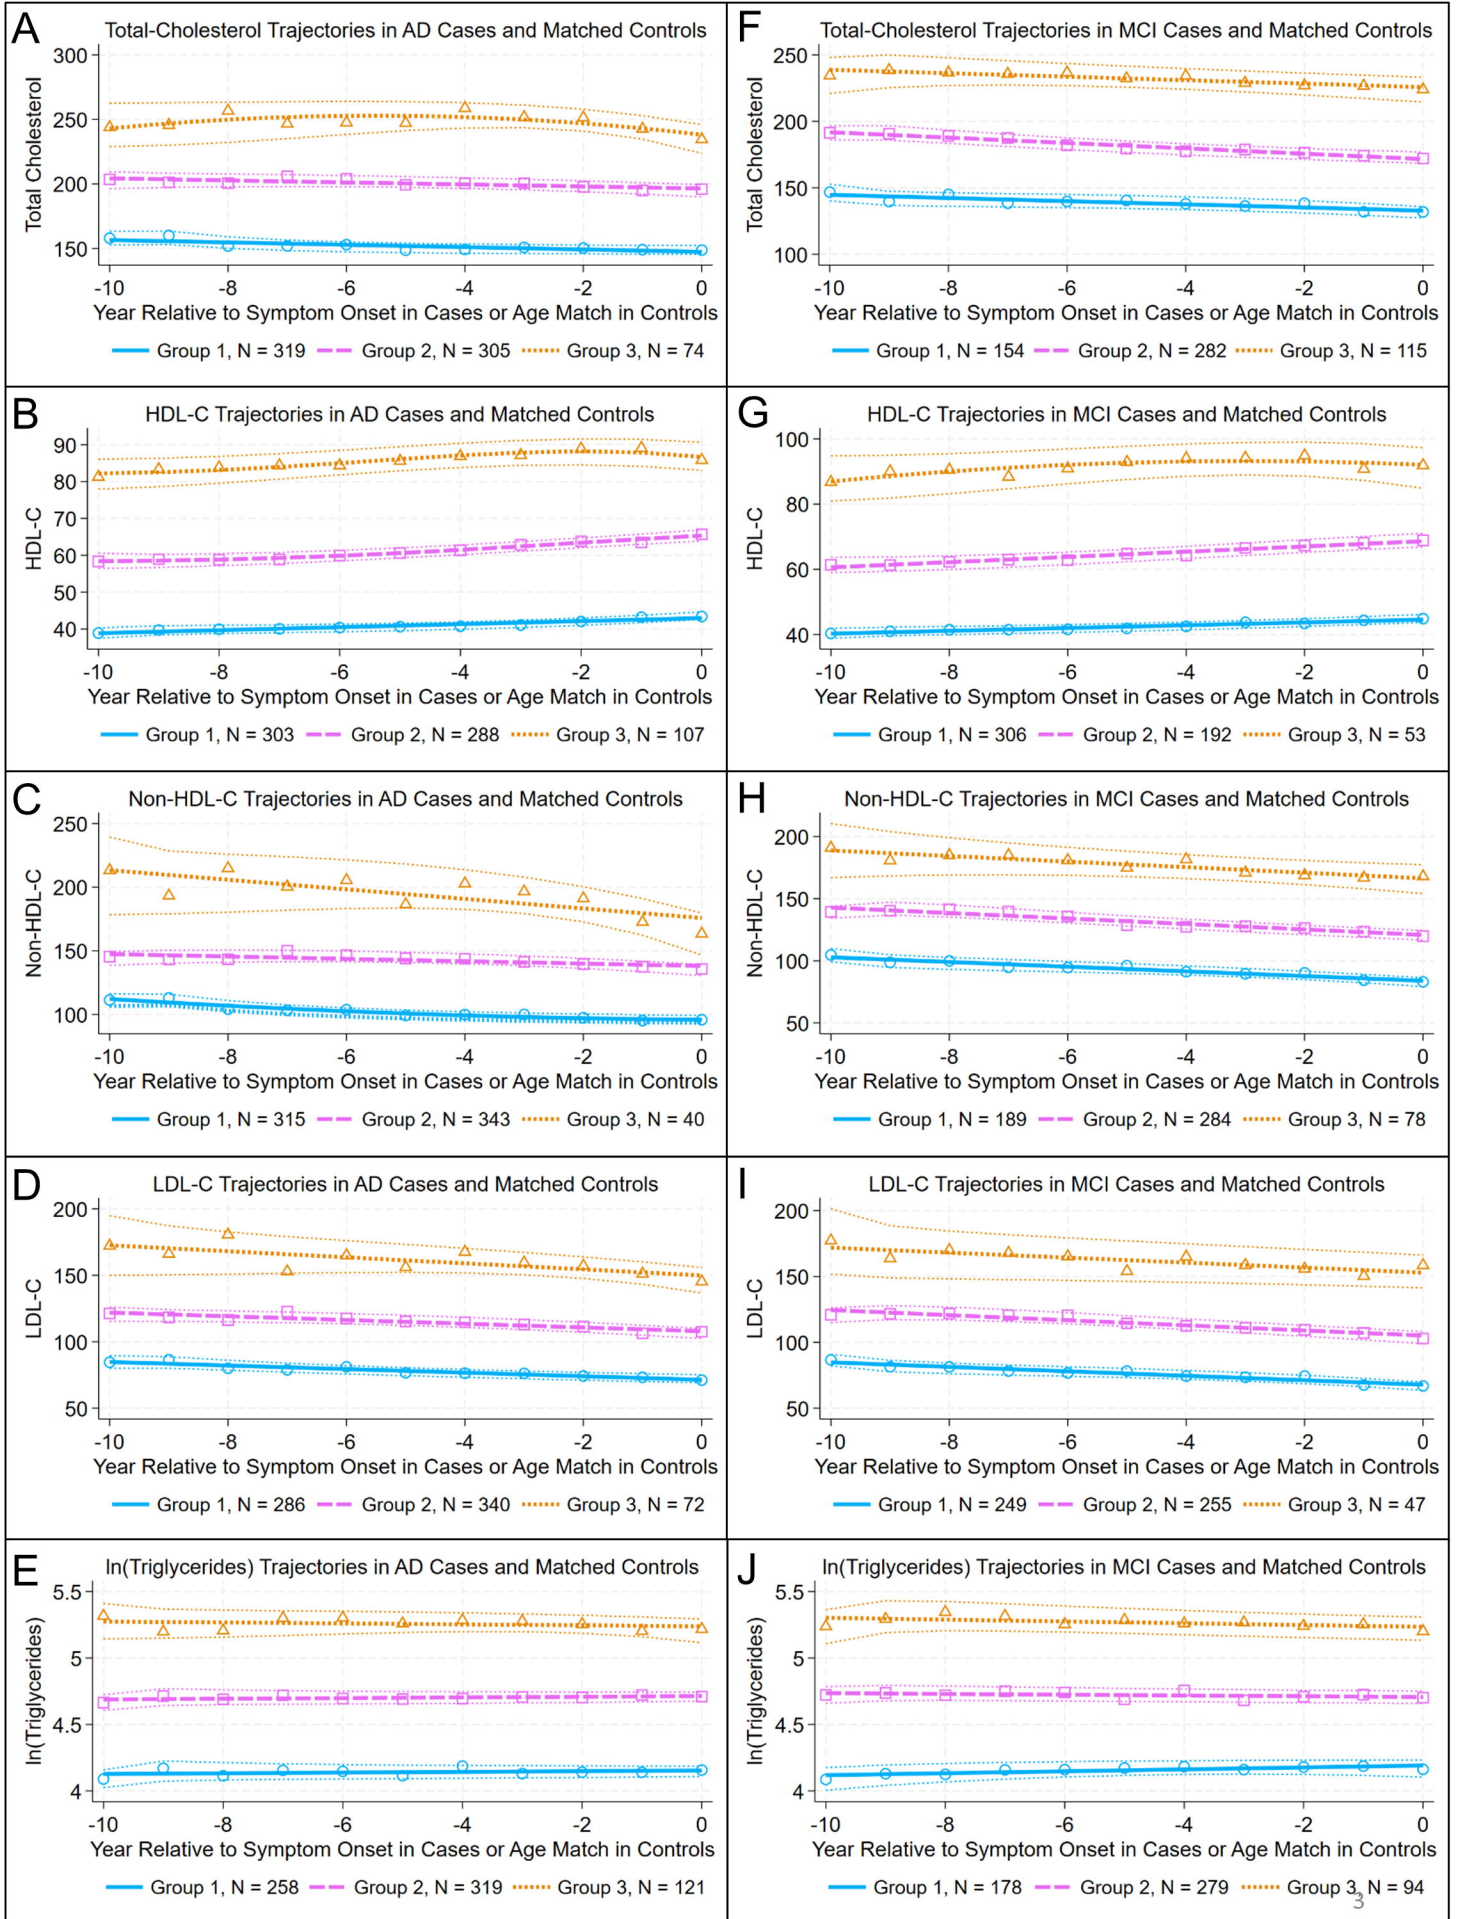 A
Total-Cholesterol Trajectories in AD Cases and Matched Controls
Total Cholesterol
300
250
200
150
-10 -8 -6 -4 -2 0
Year Relative to Symptom Onset in Cases or Age Match in Controls
Group 1, N = 319 Group 2, N = 305 Group 3, N = 74
F
Total-Cholesterol Trajectories in MCI Cases and Matched Controls
Total Cholesterol
250
200
150
100
-10 -8 -6 -4 -2 0
Year Relative to Symptom Onset in Cases or Age Match in Controls
Group 1, N = 154 Group 2, N = 282 Group 3, N = 115
B
HDL-C Trajectories in AD Cases and Matched Controls
HDL-C
90
80
70
60
50
40
-10 -8 -6 -4 -2 0
Year Relative to Symptom Onset in Cases or Age Match in Controls
Group 1, N = 303 Group 2, N = 288 Group 3, N = 107
G
HDL-C Trajectories in MCI Cases and Matched Controls
HDL-C
100
80
60
40
-10 -8 -6 -4 -2 0
Year Relative to Symptom Onset in Cases or Age Match in Controls
Group 1, N = 306 Group 2, N = 192 Group 3, N = 53
C
Non-HDL-C Trajectories in AD Cases and Matched Controls
Non-HDL-C
250
200
150
100
-10 -8 -6 -4 -2 0
Year Relative to Symptom Onset in Cases or Age Match in Controls
Group 1, N = 315 Group 2, N = 343 Group 3, N = 40
H
Non-HDL-C Trajectories in MCI Cases and Matched Controls
Non-HDL-C
200
150
100
50
-10 -8 -6 -4 -2 0
Year Relative to Symptom Onset in Cases or Age Match in Controls
Group 1, N = 189 Group 2, N = 284 Group 3, N = 78
D
LDL-C Trajectories in AD Cases and Matched Controls
LDL-C
200
150
100
50
-10 -8 -6 -4 -2 0
Year Relative to Symptom Onset in Cases or Age Match in Controls
Group 1, N = 286 Group 2, N = 340 Group 3, N = 72
I
LDL-C Trajectories in MCI Cases and Matched Controls
LDL-C
200
150
100
50
-10 -8 -6 -4 -2 0
Year Relative to Symptom Onset in Cases or Age Match in Controls
Group 1, N = 249 Group 2, N = 255 Group 3, N = 47
E
ln(Triglycerides) Trajectories in AD Cases and Matched Controls
ln(Triglycerides)
5.5
5
4.5
4
-10 -8 -6 -4 -2 0
Year Relative to Symptom Onset in Cases or Age Match in Controls
Group 1, N = 258 Group 2, N = 319 Group 3, N = 121
J
ln(Triglycerides) Trajectories in MCI Cases and Matched Controls
ln(Triglycerides)
5.5
5
4.5
4
-10 -8 -6 -4 -2 0
Year Relative to Symptom Onset in Cases or Age Match in Controls
Group 1, N = 178 Group 2, N = 279 Group 3, N = 94
3